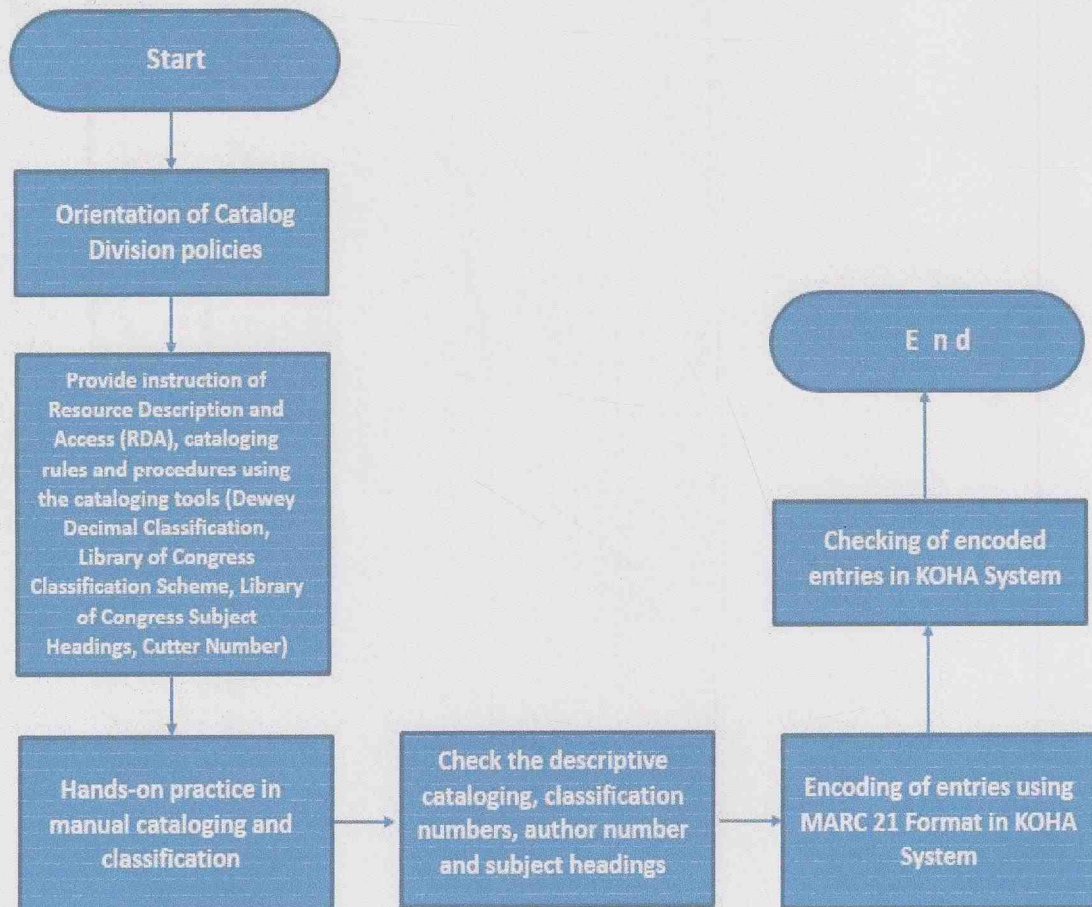 Start
Orientation of Catalog
Division policies
Provide instruction of
Resource Description and
Access (RDA), cataloging
rules and procedures using
the cataloging tools (Dewey
Decimal Classification,
Library of Congress
Classification Scheme, Library
of Congress Subject
Headings, Cutter Number)
Hands-on practice in
manual cataloging and
classification
Check the descriptive
cataloging, classification
numbers, author number
and subject headings
Encoding of entries using
MARC 21 Format in KOHA
System
Checking of encoded
entries in KOHA System
E n d